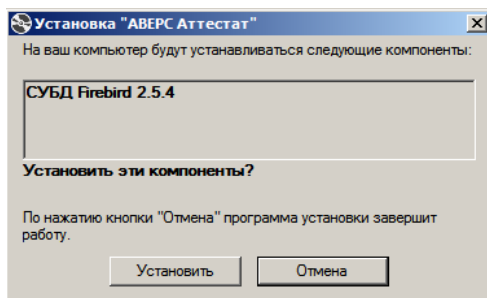 Установка "АВЕРС Аттестат"
На ваш компьютер будут устанавливаться следующие компоненты:
СУБД Firebird 2.5.4
Установить эти компоненты?
По нажатию кнопки "Отмена" программа установки завершит
работу.
Установить Отмена